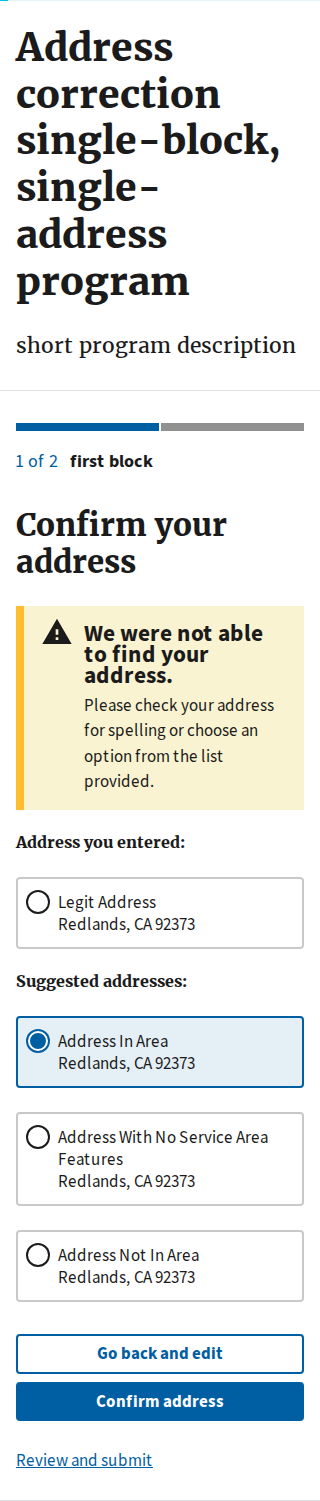 Address
correction
single-block,
single-
address
program
short program description
1 of 2 first block
Confirm your
address
We were not able
to find your
address.
Please check your address
for spelling or choose an
option from the list
provided.
Address you entered:
Legit Address
Redlands, CA 92373
Suggested addresses:
Address In Area
Redlands, CA 92373
Address With No Service Area
Features
Redlands, CA 92373
Address Not In Area
Redlands, CA 92373
Go back and edit
Confirm address
Review and submit